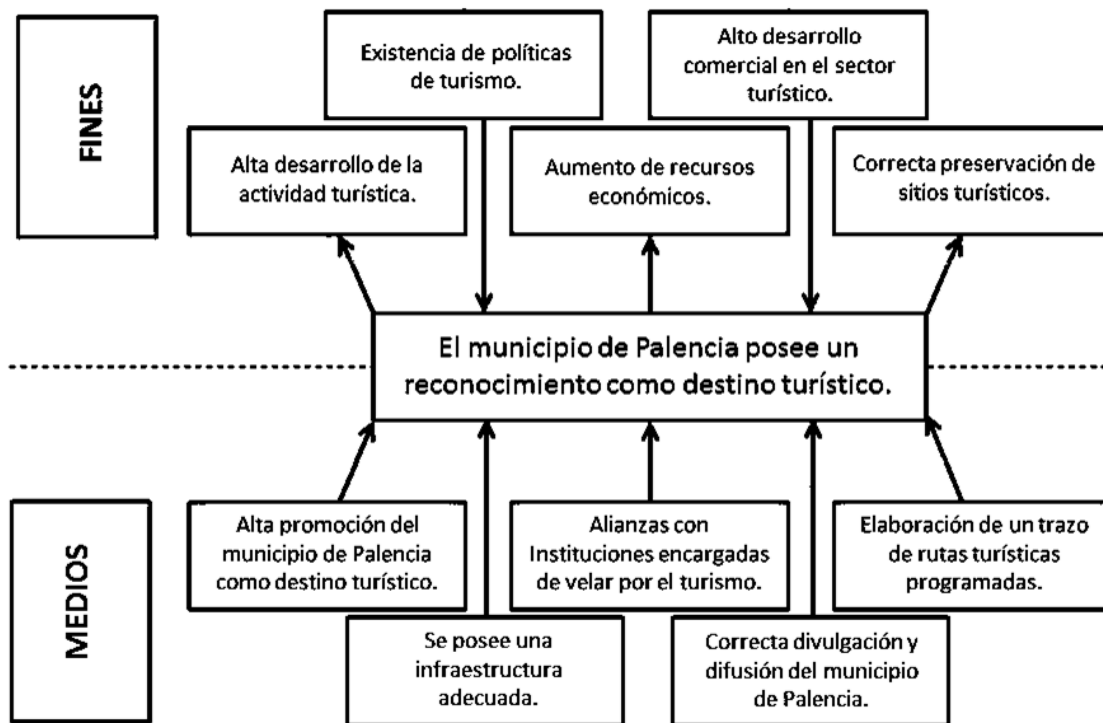 FINES
Existencia de políticas
de turismo.
Alto desarrollo
comercial en el sector
turístico.
Alta desarrollo de la
actividad turística.
Aumento de recursos
económicos.
Correcta preservación de
sitios turísticos.
El municipio de Palencia posee un
reconocimiento como destino turístico.
MEDIOS
Alta promoción del
municipio de Palencia
como destino turístico.
Alianzas con
Instituciones encargadas
de velar por el turismo.
Elaboración de un trazo
de rutas turísticas
programadas.
Se posee una
infraestructura
adecuada.
Correcta divulgación y
difusión del municipio
de Palencia.